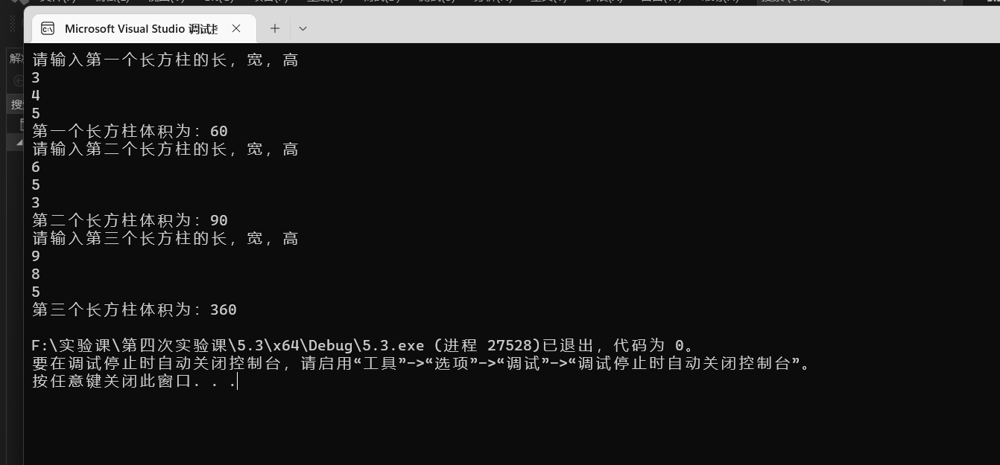 Microsoft Visual Studio 调试
请输入第一个长方柱的长，宽，高
3
4
5
第一个长方柱体积为：60
请输入第二个长方柱的长，宽，高
6
5
3
第二个长方柱体积为：90
请输入第三个长方柱的长，宽，高
9
8
5
第三个长方柱体积为：360
F:\实验课\第四次实验课\5.3\x64\Debug\5.3.exe (进程 27528)已退出，代码为 0。
要在调试停止时自动关闭控制台，请启用“工具”->“选项”->“调试”->“调试停止时自动关闭控制台”。
按任意键关闭此窗口. . .